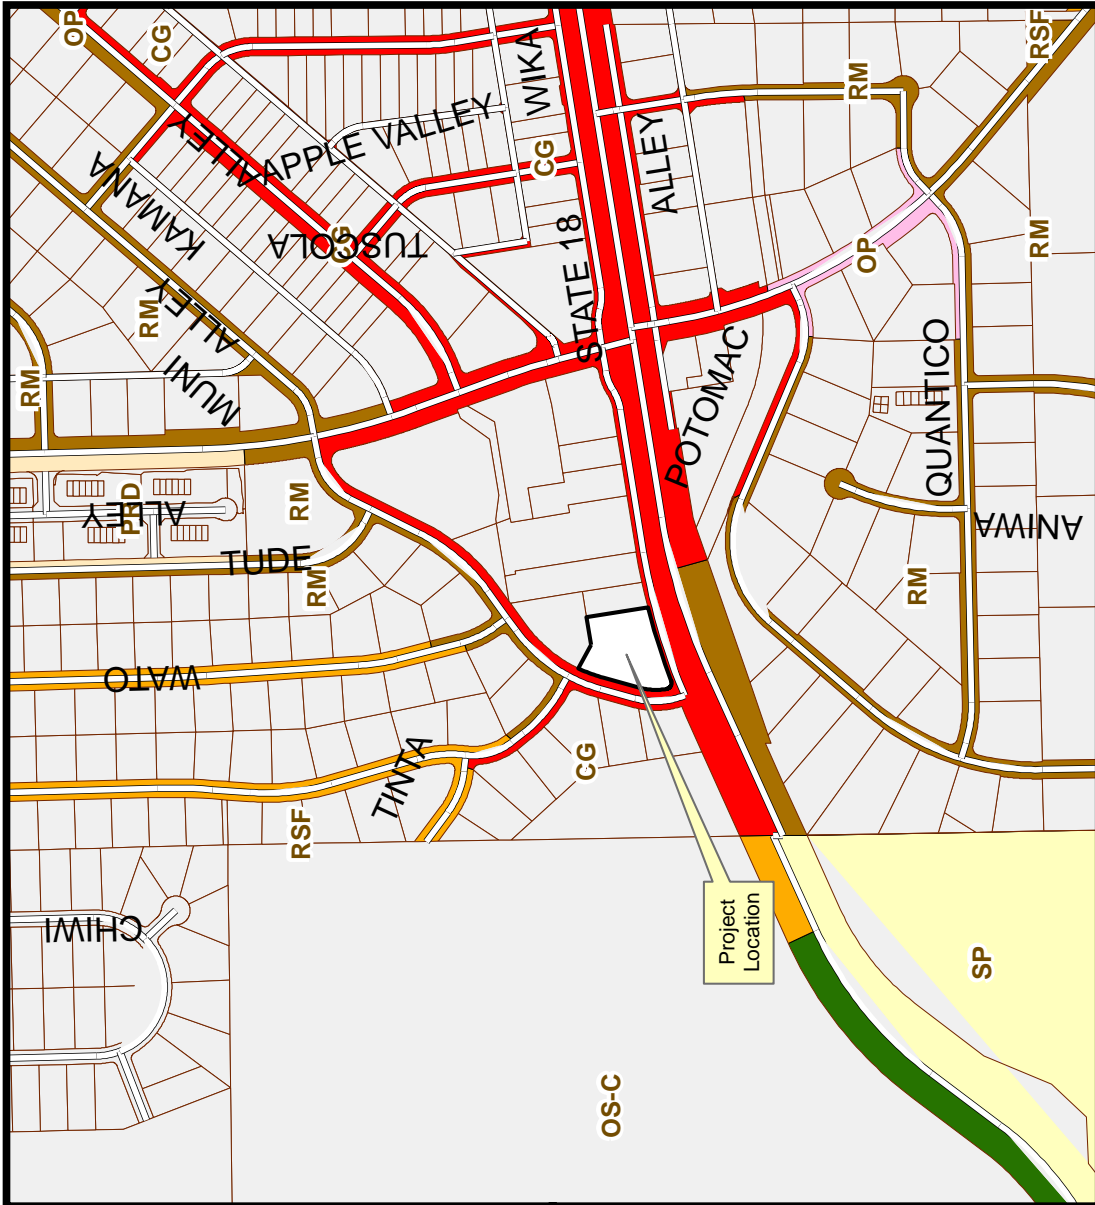 OP
CG
WIKA
RSF
RM
ALLEY
APPLE VALLEY
KAMANA
CG
ALLEY
TUSCOLA
CG
STATE 18
OP
RM
RM
ALLEY
MUNI
RM
POTOMAC
QUANTICO
PRD
ALLEY
RM
ANIWA
TUDE
RM
RM
WATO
TINTA
CG
RSF
CHIWI
Project
Location
SP
OS-C